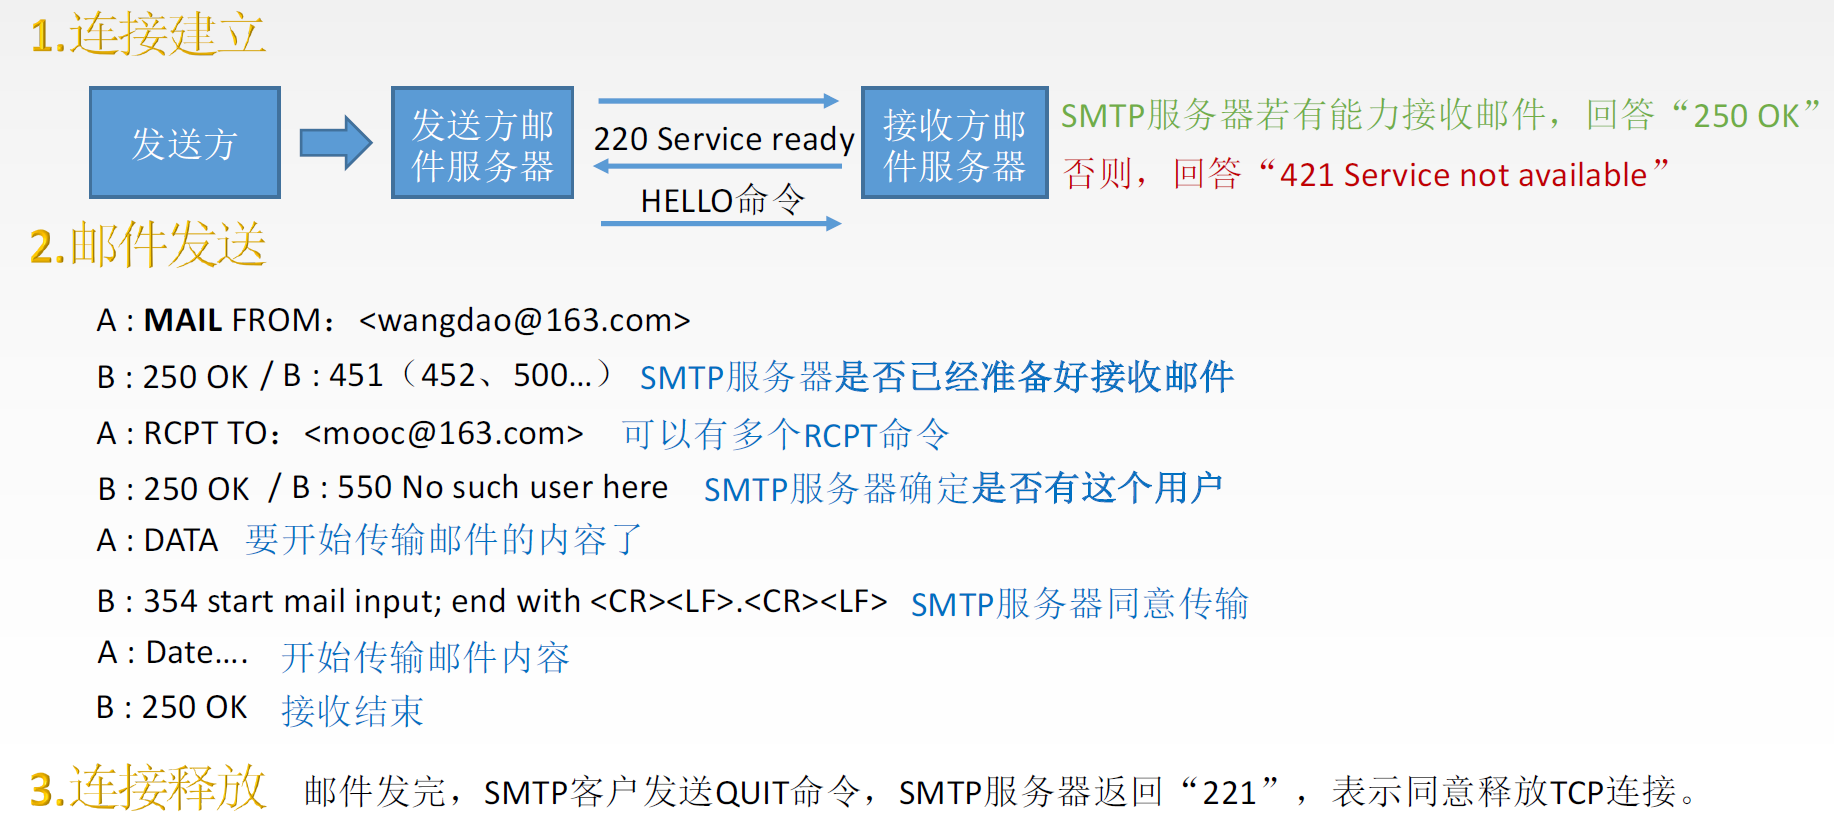 1.连接建立
发送方
发送方邮
件服务器
220 Service ready
HELLO命令
接收方邮
件服务器
SMTP服务器若有能力接收邮件，回答“250 OK”
否则，回答“421 Service not available”
2.邮件发送
A : MAIL FROM：<wangdao@163.com>
B : 250 OK / B : 451（452、500…） SMTP服务器是否已经准备好接收邮件
A : RCPT TO：<mooc@163.com> 可以有多个RCPT命令
B : 250 OK / B : 550 No such user here SMTP服务器确定是否有这个用户
A : DATA 要开始传输邮件的内容了
B : 354 start mail input; end with <CR><LF>.<CR><LF> SMTP服务器同意传输
A : Date…. 开始传输邮件内容
B : 250 OK 接收结束
3.连接释放 邮件发完，SMTP客户发送QUIT命令，SMTP服务器返回“221”，表示同意释放TCP连接。